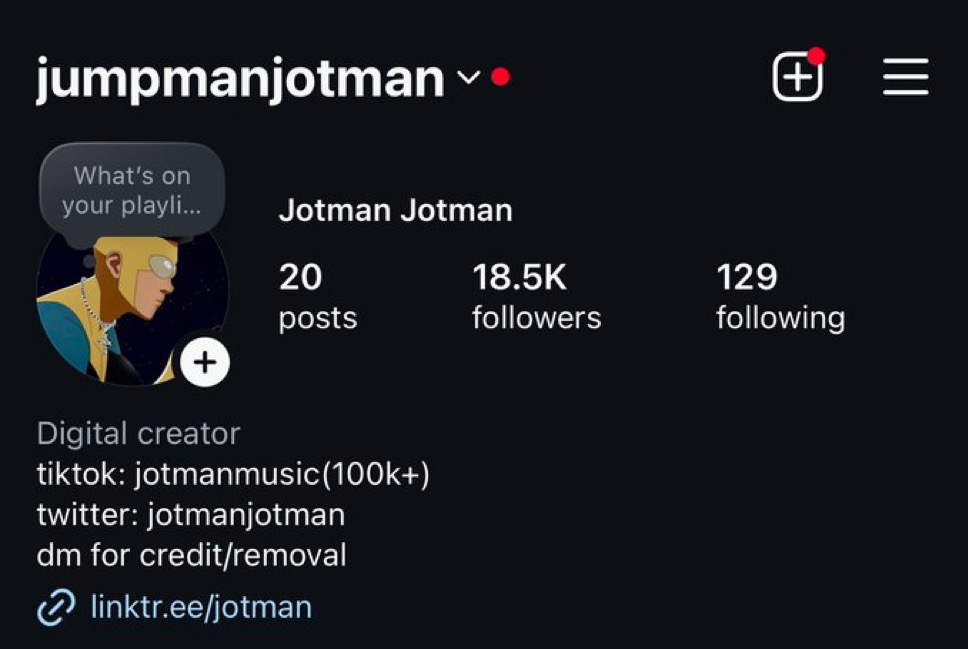 jumpmanjotman
What's on
your playli...
Jotman Jotman
20 18.5K 129
posts followers following
Digital creator
tiktok: jotmanmusic(100k+)
twitter: jotmanjotman
dm for credit/removal
linktr.ee/jotman